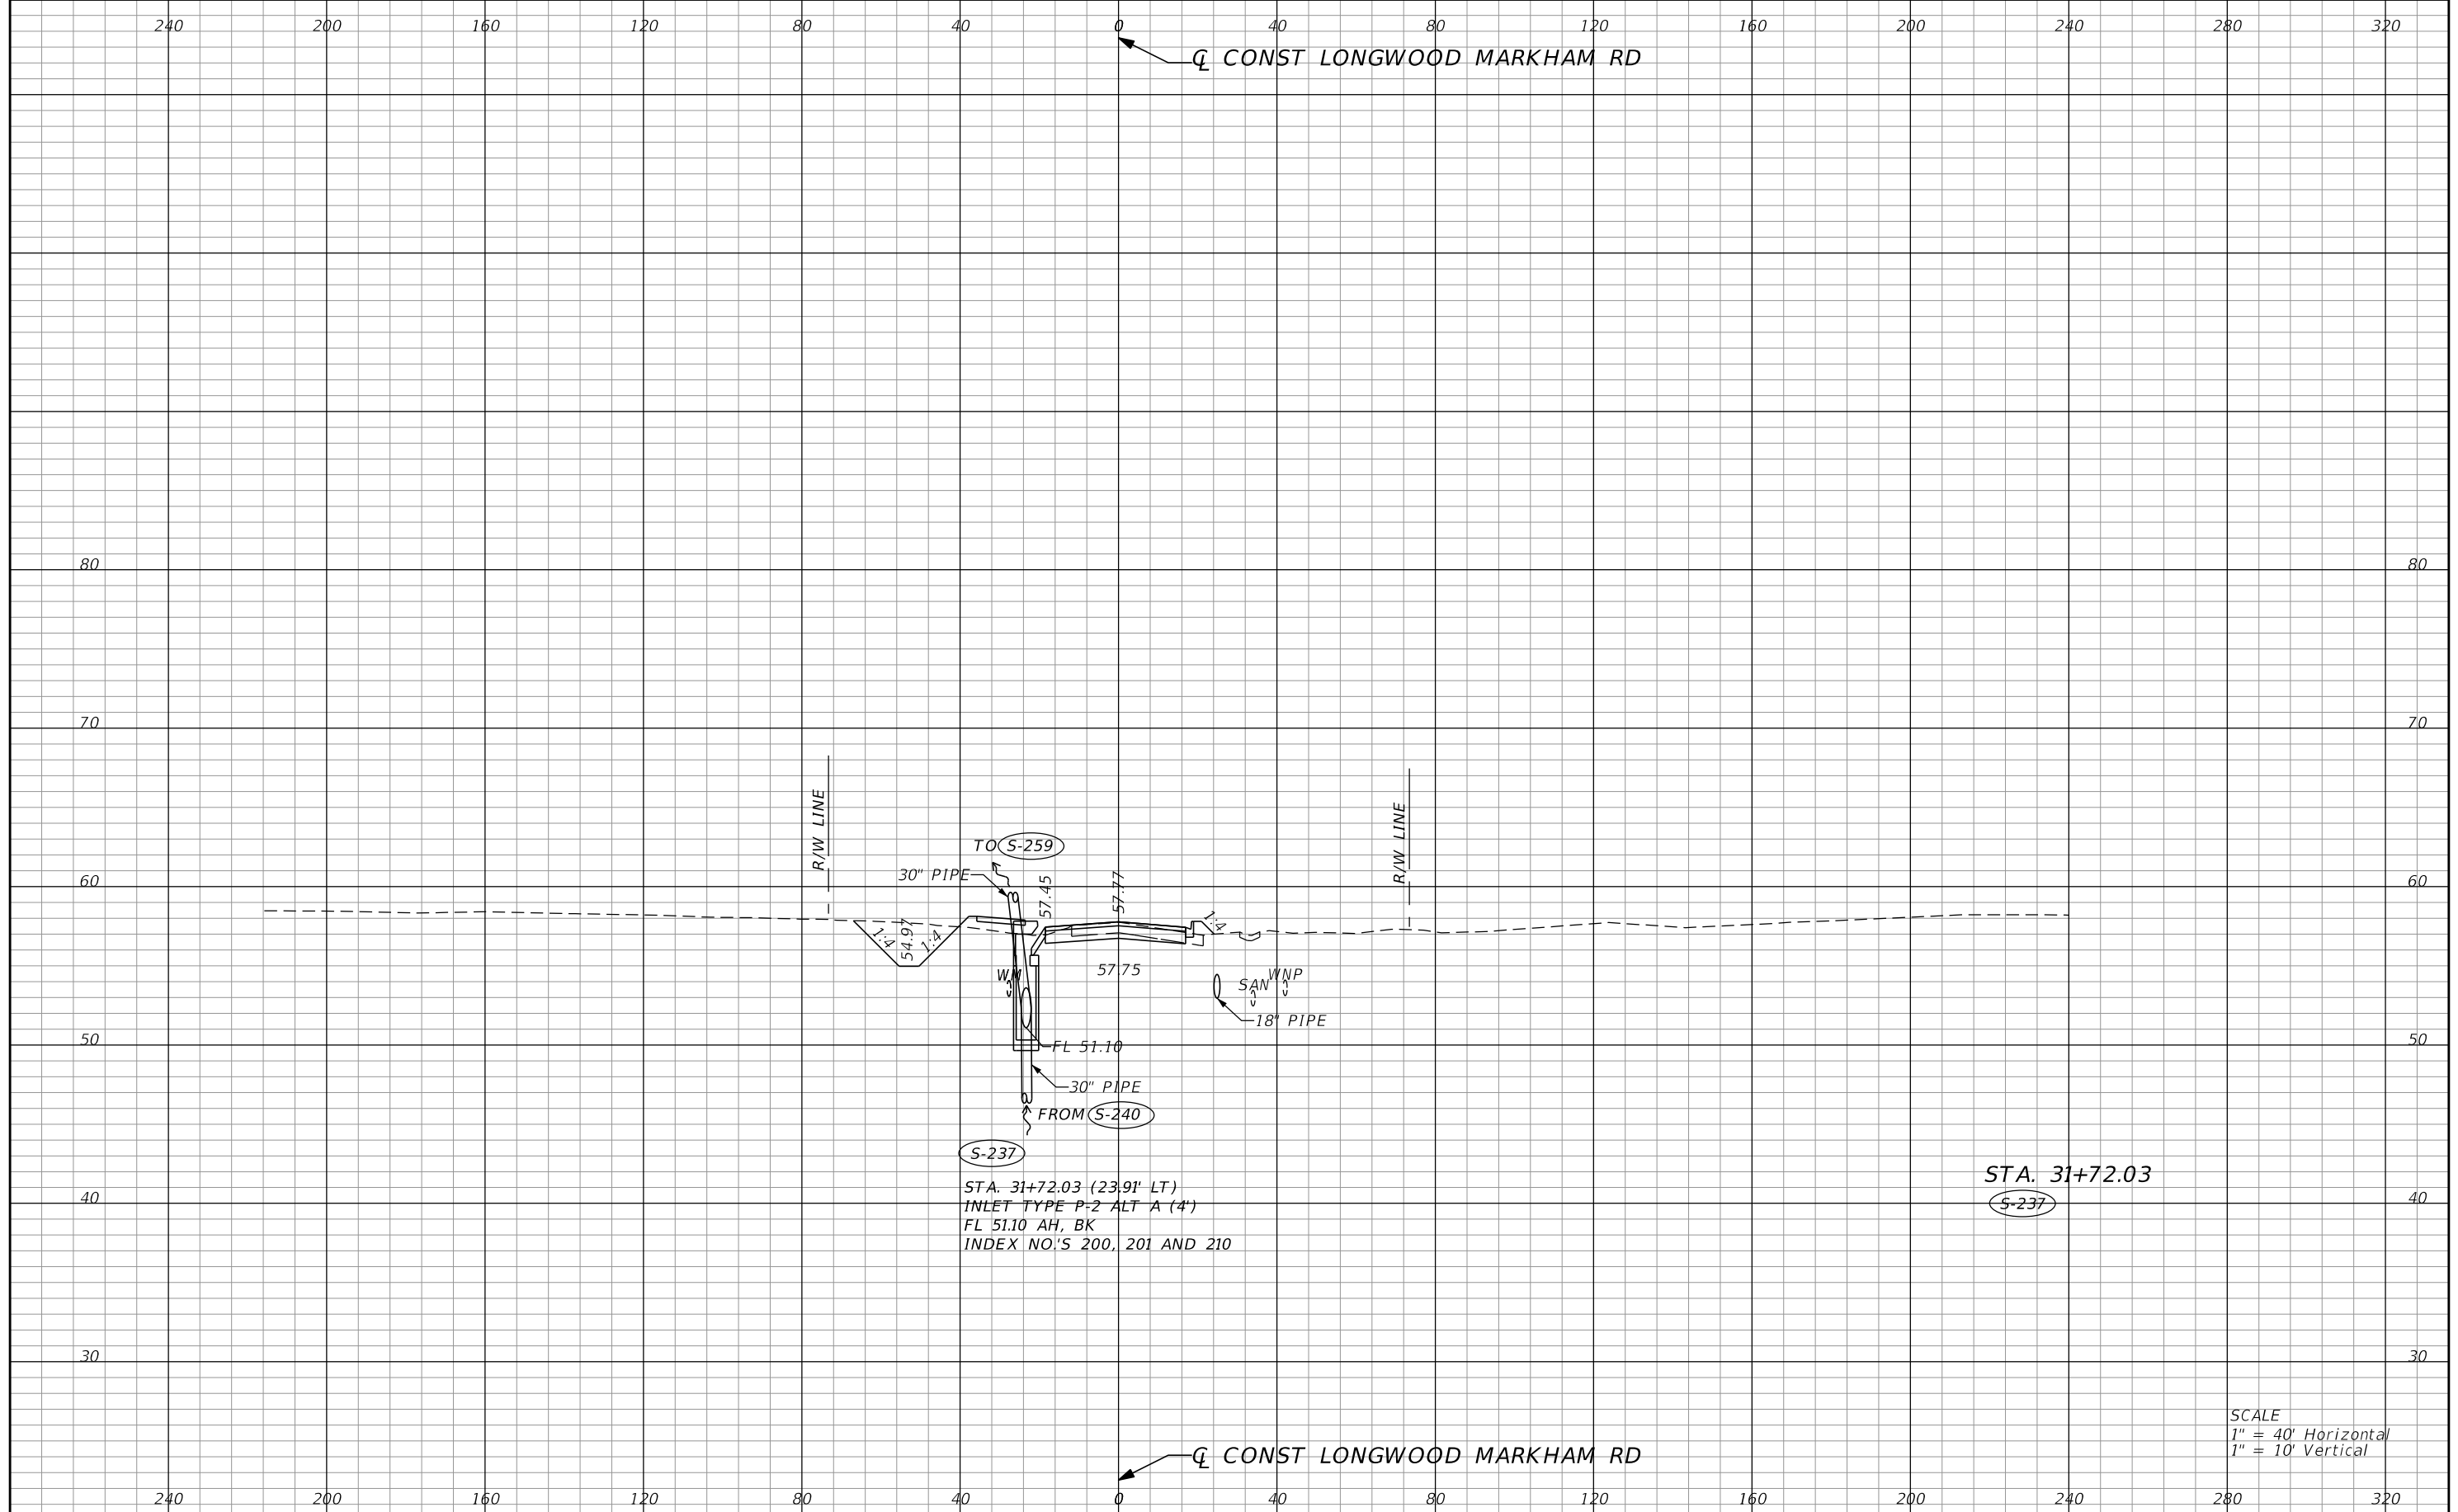 240 200 160 120 80 40 0 40 80 120 160 200 240 280 320
℄ CONST LONGWOOD MARKHAM RD
80 80
70 70
R/W LINE
R/W LINE
TO S-259
30" PIPE
57.45
57.77
60 60
1:4
54.97
1:4
1:4
WM
57.75
SAN
WNP
18" PIPE
50 50
FL 51.10
30" PIPE
FROM S-240
S-237
STA. 31+72.03 (23.91' LT)
INLET TYPE P-2 ALT A (4')
FL 51.10 AH, BK
INDEX NO.'S 200, 201 AND 210
STA. 31+72.03
S-237
40 40
30 30
SCALE
1" = 40' Horizontal
1" = 10' Vertical
℄ CONST LONGWOOD MARKHAM RD
240 200 160 120 80 40 0 40 80 120 160 200 240 280 320